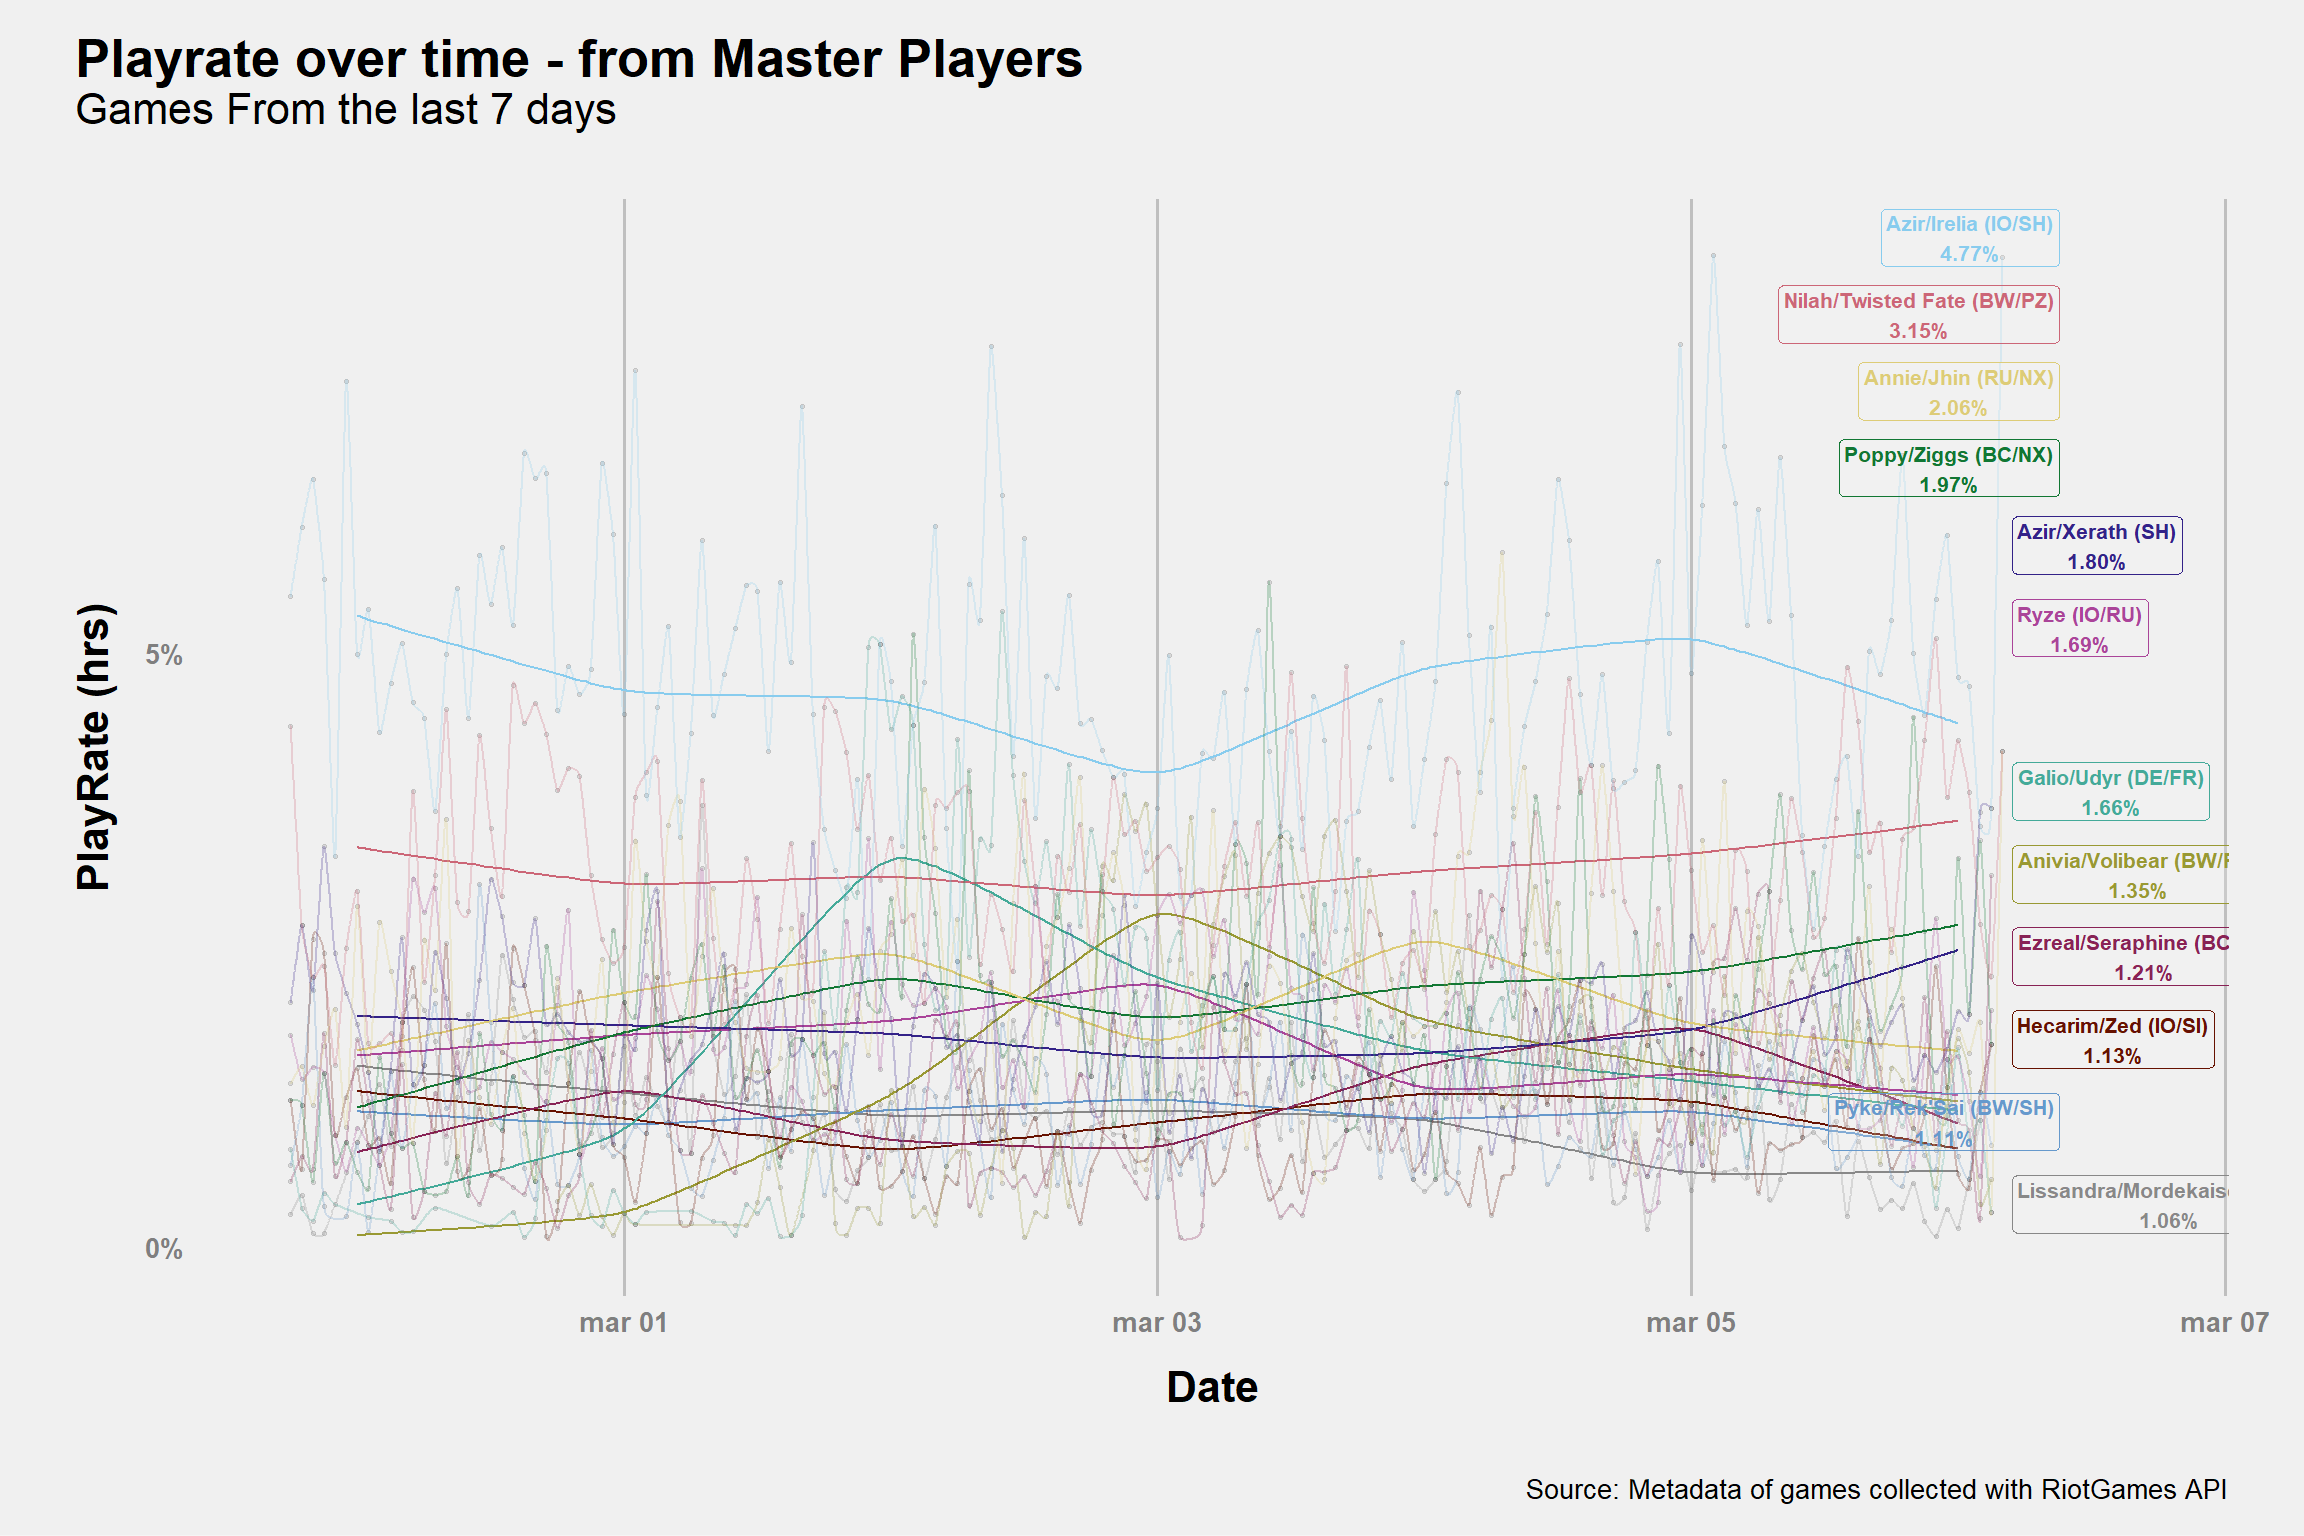 Playrate over time - from Master Players
Games From the last 7 days
PlayRate (hrs)
5%
0%
Azir/Irelia (IO/SH)
4.77%
Nilah/Twisted Fate (BW/PZ)
3.15%
Annie/Jhin (RU/NX)
2.06%
Poppy/Ziggs (BC/NX)
1.97%
Azir/Xerath (SH)
1.80%
Ryze (IO/RU)
1.69%
Galio/Udyr (DE/FR)
1.66%
Anivia/Volibear (BW/F
1.35%
Ezreal/Seraphine (BC
1.21%
Hecarim/Zed (IO/SI)
1.13%
Pyke/Rek'Sai (BW/SH)
1.11%
Lissandra/Mordekais
1.06%
mar 01
mar 03
mar 05
mar 07
Date
Source: Metadata of games collected with RiotGames API